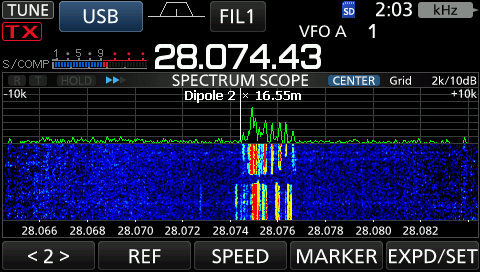 TUNE USB FIL1 SD 2:03 kHz
TX VFO A 1
1 · 5 · 9
S/COMP 28.074.43
R T HOLD SPECTRUM SCOPE CENTER Grid 2k/10dB
-10k Dipole 2 × 16.55m +10k
28.066 28.068 28.070 28.072 28.074 28.076 28.078 28.080 28.082
< 2 > REF SPEED MARKER EXPD/SET